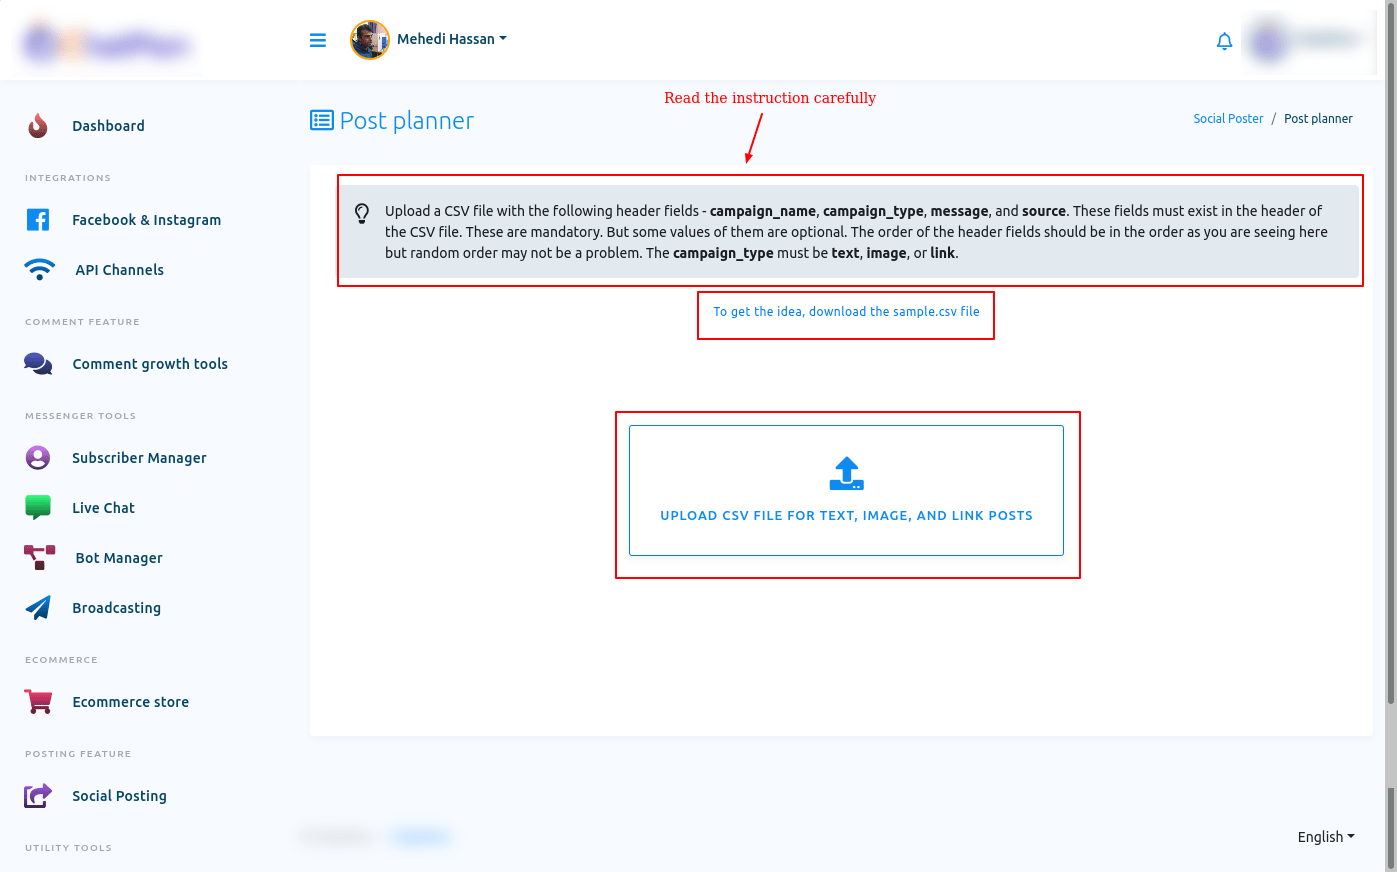 Mehedi Hassan
Read the instruction carefully
Post planner
Social Poster / Post planner
Dashboard
INTEGRATIONS
Facebook & Instagram
API Channels
COMMENT FEATURE
Comment growth tools
MESSENGER TOOLS
Subscriber Manager
Live Chat
Bot Manager
Broadcasting
ECOMMERCE
Ecommerce store
POSTING FEATURE
Social Posting
UTILITY TOOLS
Upload a CSV file with the following header fields - campaign_name, campaign_type, message, and source. These fields must exist in the header of
the CSV file. These are mandatory. But some values of them are optional. The order of the header fields should be in the order as you are seeing here
but random order may not be a problem. The campaign_type must be text, image, or link.
To get the idea, download the sample.csv file
UPLOAD CSV FILE FOR TEXT, IMAGE, AND LINK POSTS
English